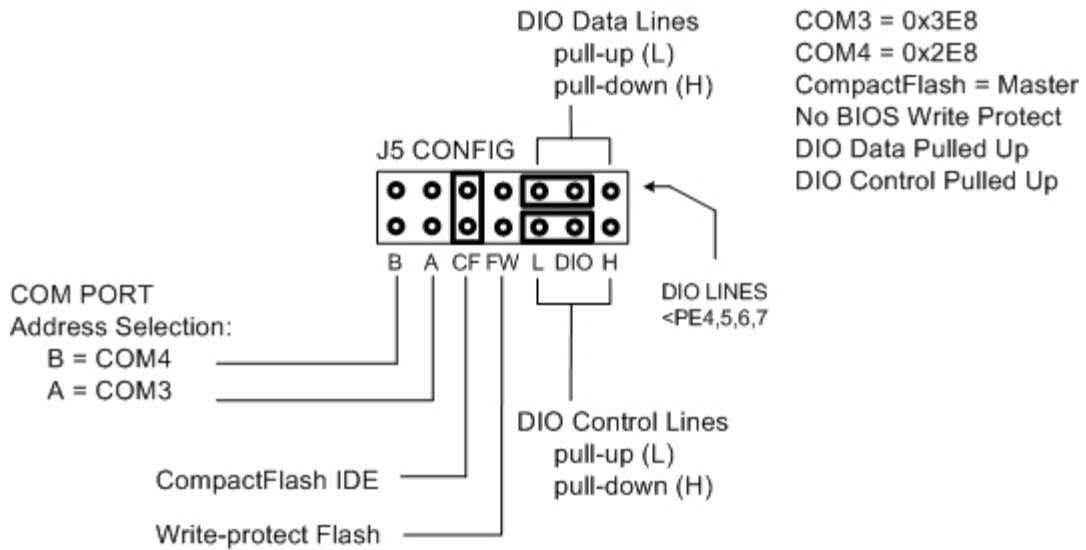 DIO Data Lines
pull-up (L)
pull-down (H)
COM3 = 0x3E8
COM4 = 0x2E8
CompactFlash = Master
No BIOS Write Protect
DIO Data Pulled Up
DIO Control Pulled Up
J5 CONFIG
B A CF FW L DIO H
DIO LINES
<PE4,5,6,7
COM PORT
Address Selection:
B = COM4
A = COM3
DIO Control Lines
pull-up (L)
pull-down (H)
CompactFlash IDE
Write-protect Flash